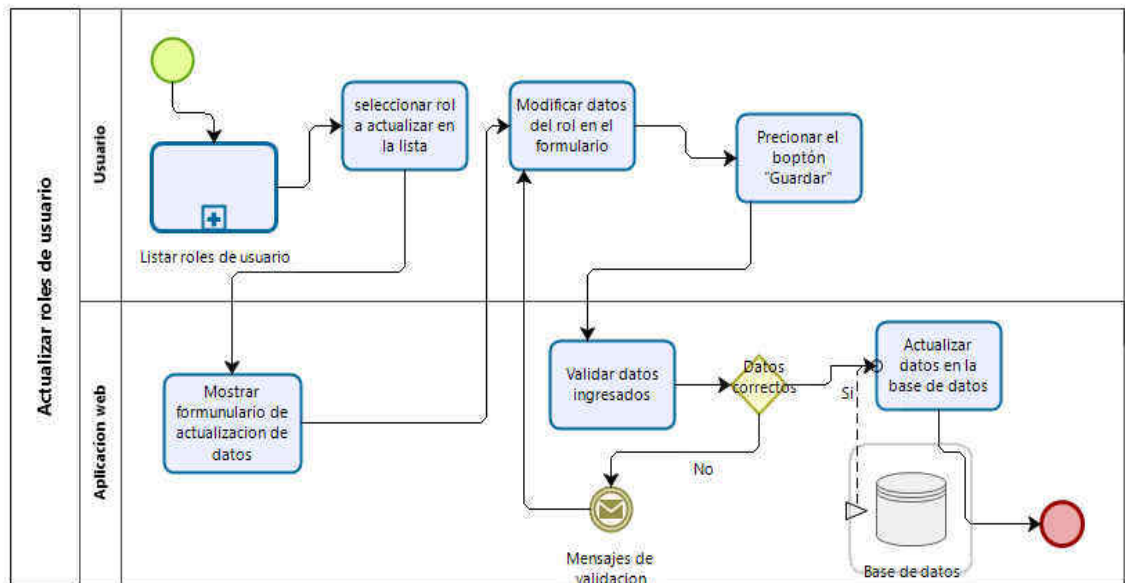 Actualizar roles de usuario
Usuario
Listar roles de usuario
seleccionar rol
a actualizar en
la lista
Modificar datos
del rol en el
formulario
Precionar el
boptón
"Guardar"
Aplicacion web
Mostrar
formunulario de
actualizacion de
datos
Validar datos
ingresados
Datos
correctos
Si
No
Actualizar
datos en la
base de datos
Mensajes de
validacion
Base de datos